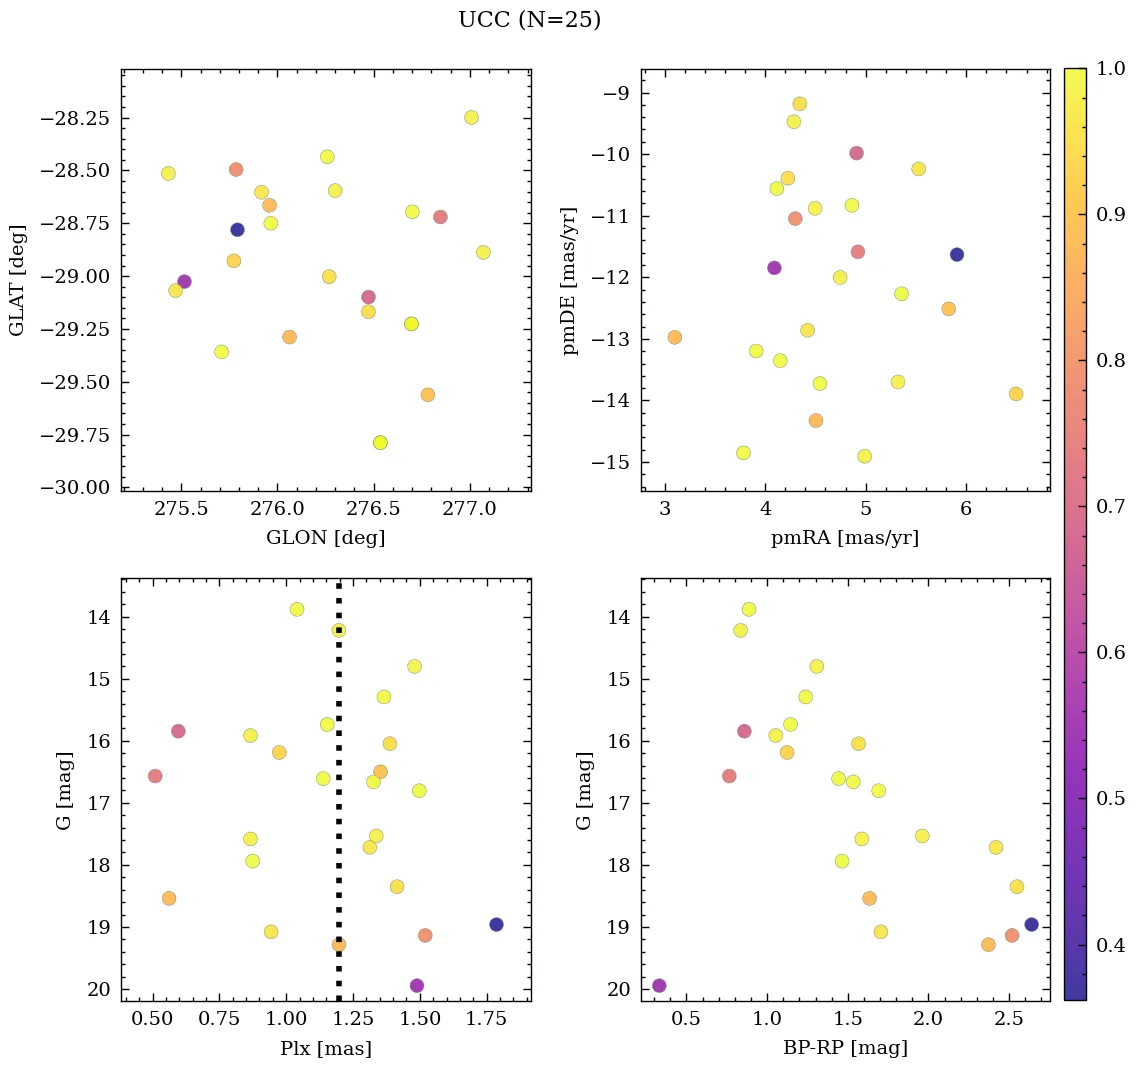 UCC (N=25)
−28.25
−28.50
−28.75
−29.00
−29.25
−29.50
−29.75
−30.00
GLAT [deg]
275.5 276.0 276.5 277.0
GLON [deg]
−9
−10
−11
−12
−13
−14
−15
pmDE [mas/yr]
3 4 5 6
pmRA [mas/yr]
14
15
16
17
18
19
20
G [mag]
0.50 0.75 1.00 1.25 1.50 1.75
Plx [mas]
14
15
16
17
18
19
20
G [mag]
0.5 1.0 1.5 2.0 2.5
BP-RP [mag]
1.0
0.9
0.8
0.7
0.6
0.5
0.4